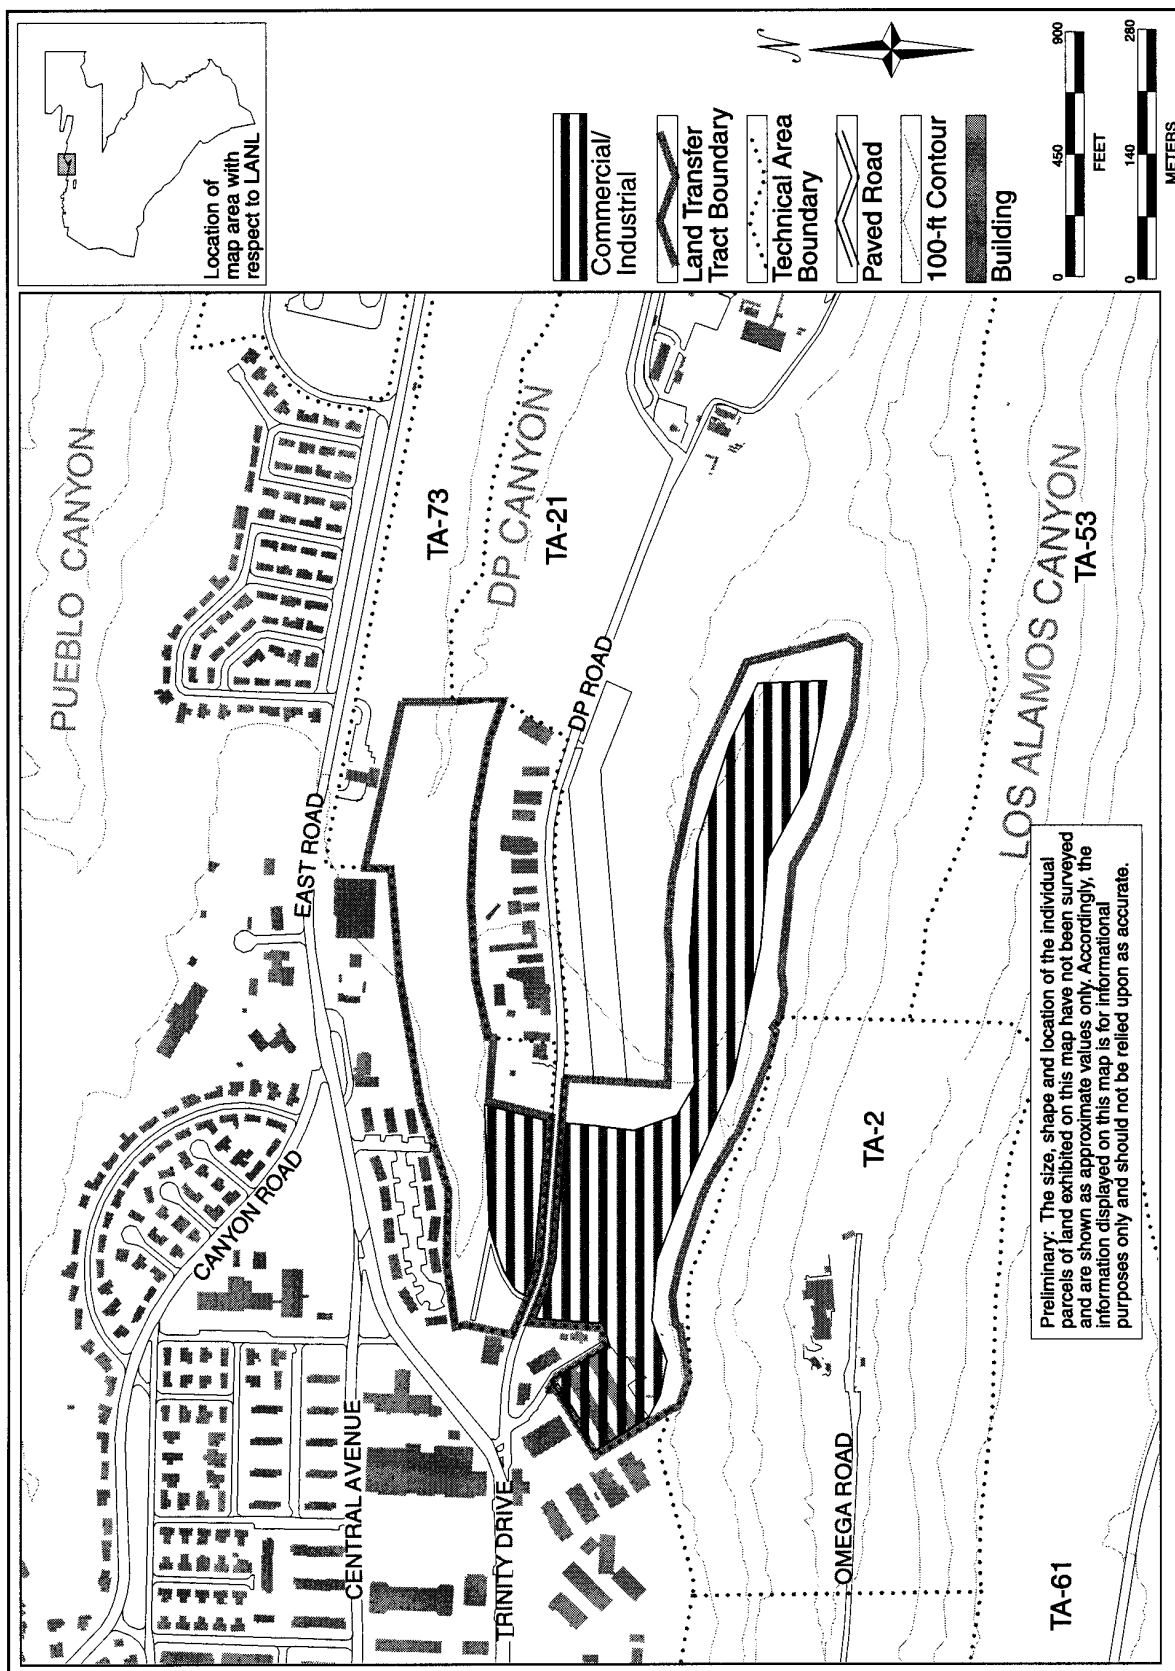 Location of
map area with
respect to LANL
N
Commercial/
Industrial
Land Transfer
Tract Boundary
Technical Area
Boundary
Paved Road
100-ft Contour
Building
0 450 900
FEET
0 140 280
METERS
PUEBLO CANYON
EAST ROAD
CANYON ROAD
TA-73
DP CANYON
TA-21
DP ROAD
CENTRAL AVENUE
TRINITY DRIVE
TA-2
OMEGA ROAD
LOS ALAMOS CANYON
TA-53
TA-61
Preliminary: The size, shape and location of the individual
parcels of land exhibited on this map have not been surveyed
and are shown as approximate values only. Accordingly, the
information displayed on this map is for informational
purposes only and should not be relied upon as accurate.